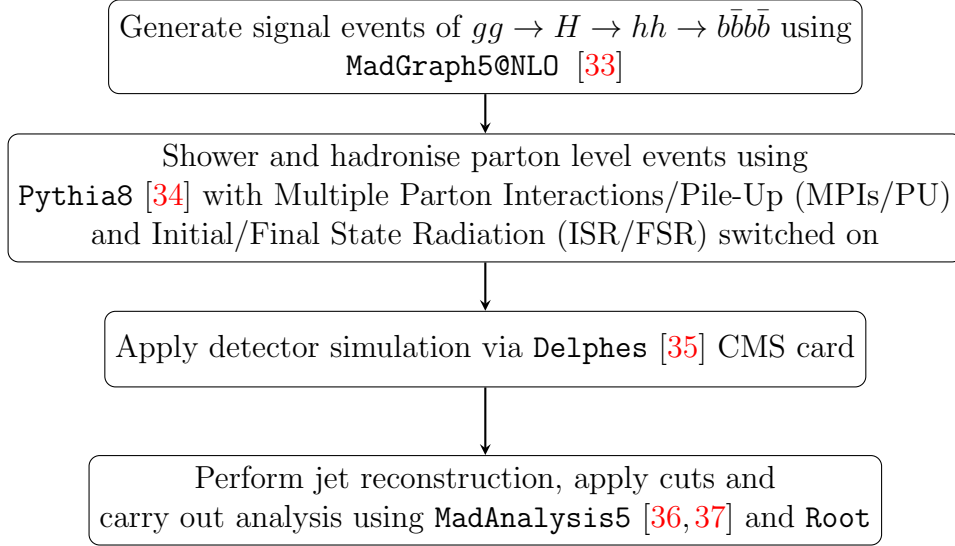 Generate signal events of gg → H → hh → bb̄bb̄ using
MadGraph5@NLO [33]
Shower and hadronise parton level events using
Pythia8 [34] with Multiple Parton Interactions/Pile-Up (MPIs/PU)
and Initial/Final State Radiation (ISR/FSR) switched on
Apply detector simulation via Delphes [35] CMS card
Perform jet reconstruction, apply cuts and
carry out analysis using MadAnalysis5 [36, 37] and Root